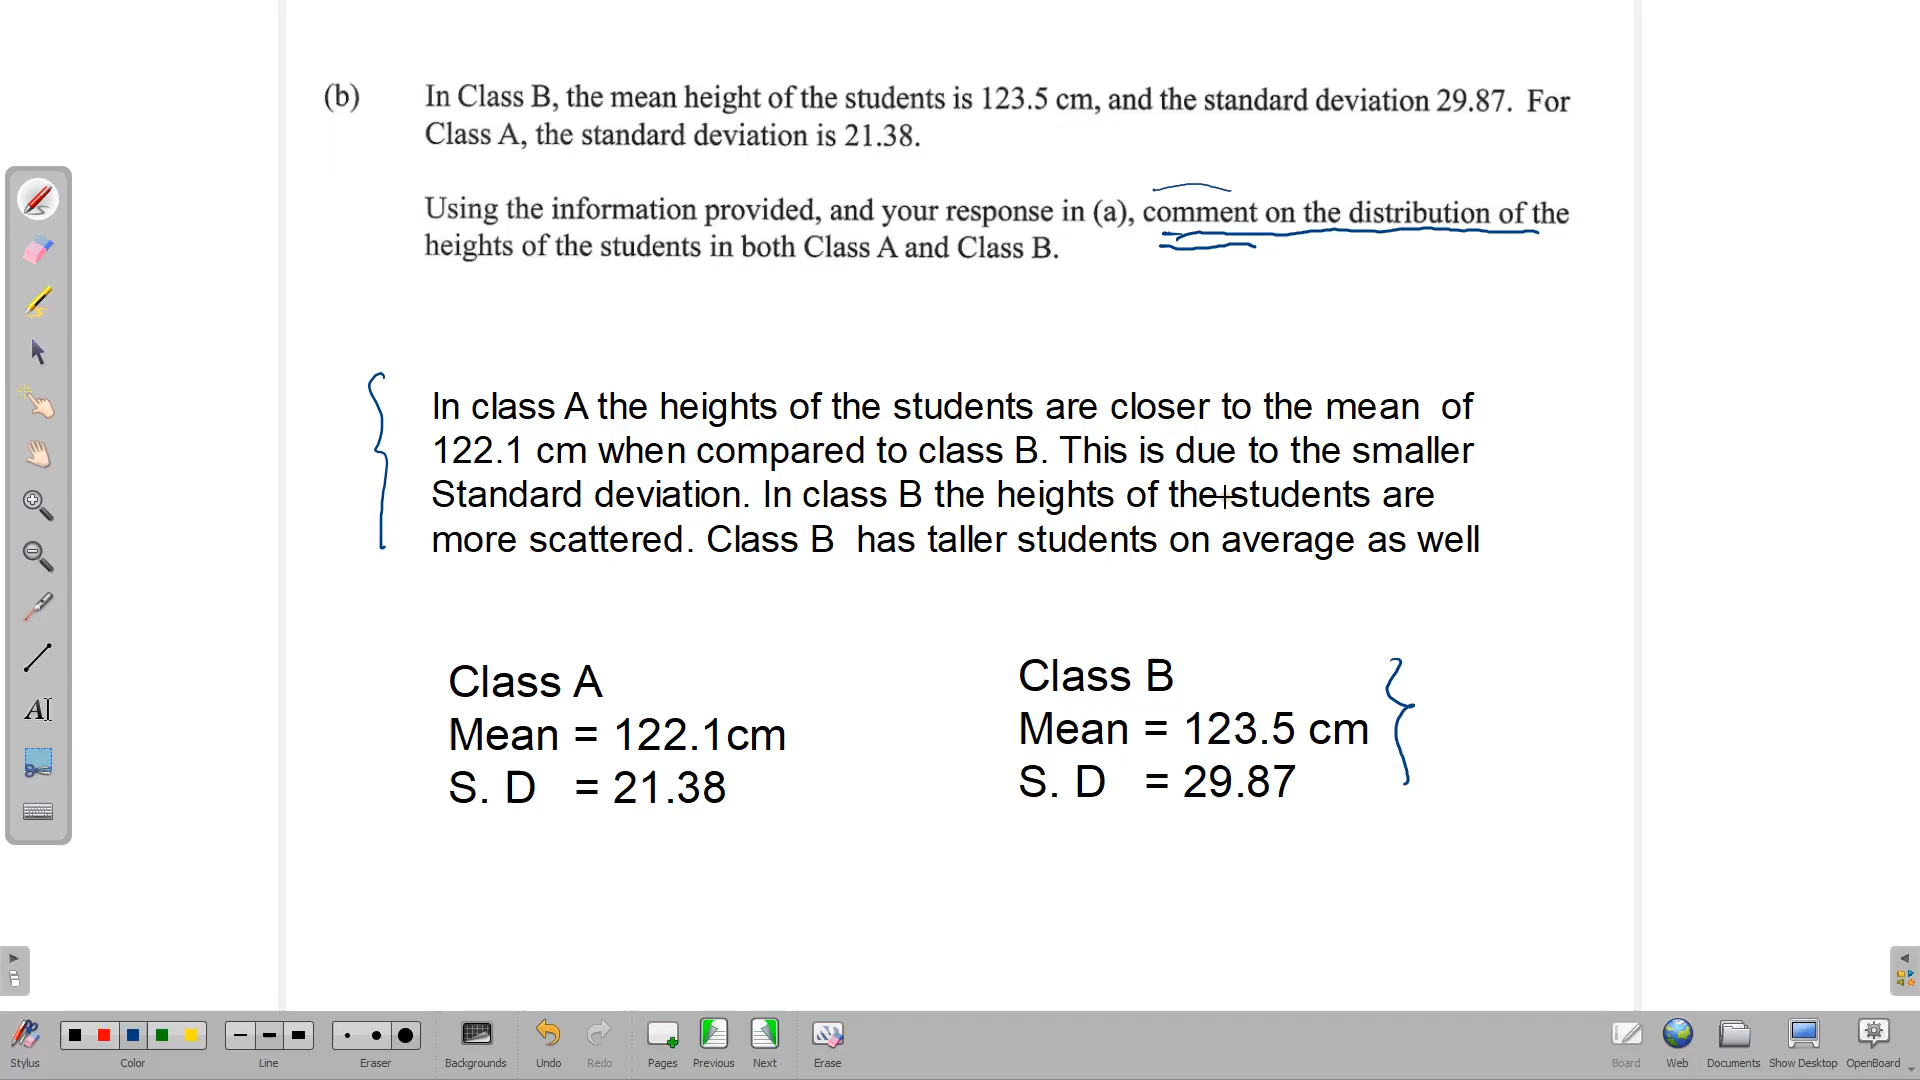 (b) In Class B, the mean height of the students is 123.5 cm, and the standard deviation 29.87. For
Class A, the standard deviation is 21.38.
Using the information provided, and your response in (a), comment on the distribution of the
heights of the students in both Class A and Class B.
In class A the heights of the students are closer to the mean of
122.1 cm when compared to class B. This is due to the smaller
Standard deviation. In class B the heights of the students are
more scattered. Class B has taller students on average as well
Class A
Mean = 122.1cm
S. D = 21.38
Class B
Mean = 123.5 cm
S. D = 29.87
Stylus
Color
Line
Eraser
Backgrounds
Undo
Redo
Pages
Previous
Next
Erase
Board
Web
Documents
Show Desktop
OpenBoard